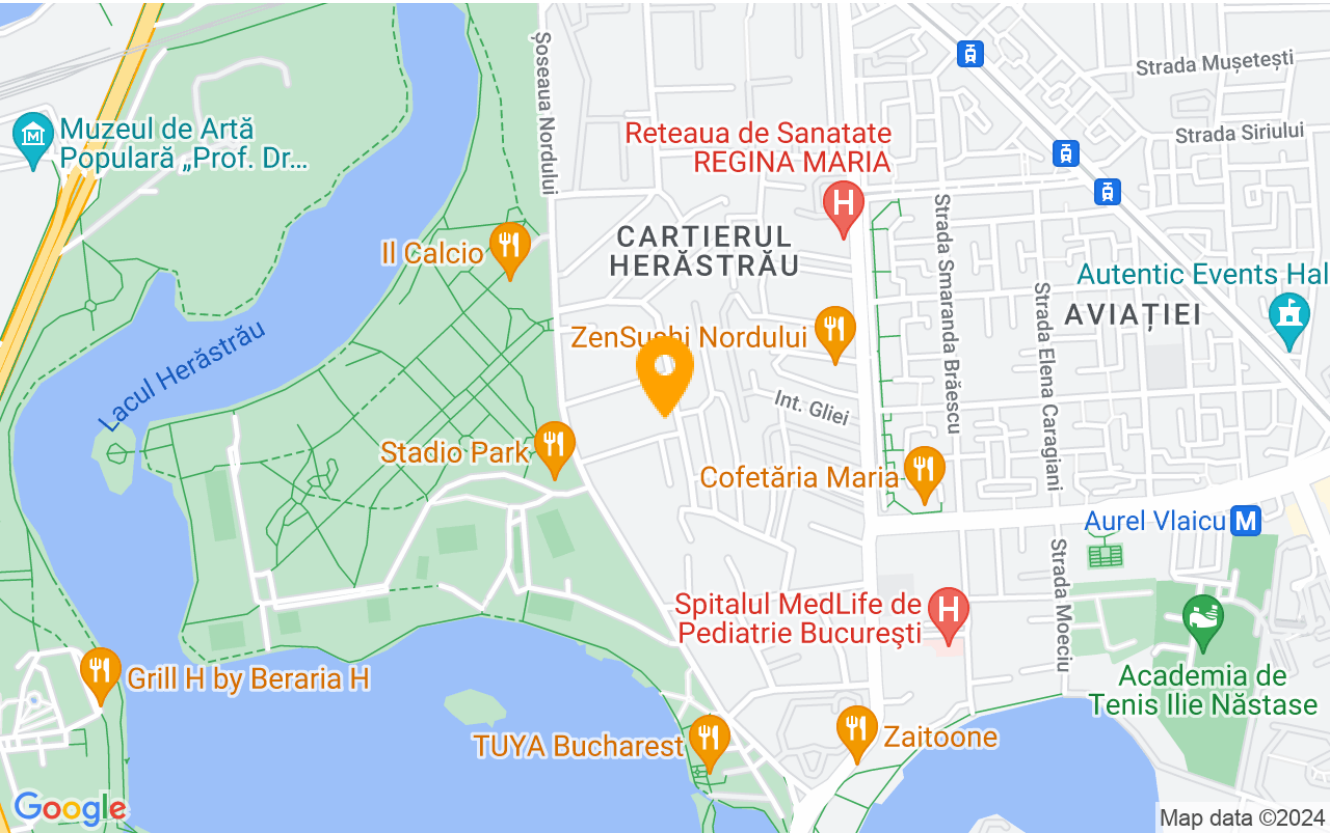 Șoseaua Nordului
Strada Mușetești
Strada Siriului
Muzeul de Artă
Populară „Prof. Dr...
Reteaua de Sanatate
REGINA MARIA
H
CARTIERUL
HERĂSTRĂU
Il Calcio
Strada Smaranda Brăescu
Autentic Events Hal
AVIAȚIEI
Strada Elena Caragiani
ZenSushi Nordului
Lacul Herăstrău
Int. Gliei
Stadio Park
Cofetăria Maria
Aurel Vlaicu M
Strada Moeciu
Spitalul MedLife de
Pediatrie București
H
Grill H by Beraria H
Academia de
Tenis Ilie Năstase
TUYA Bucharest
Zaitoone
Google
Map data ©2024